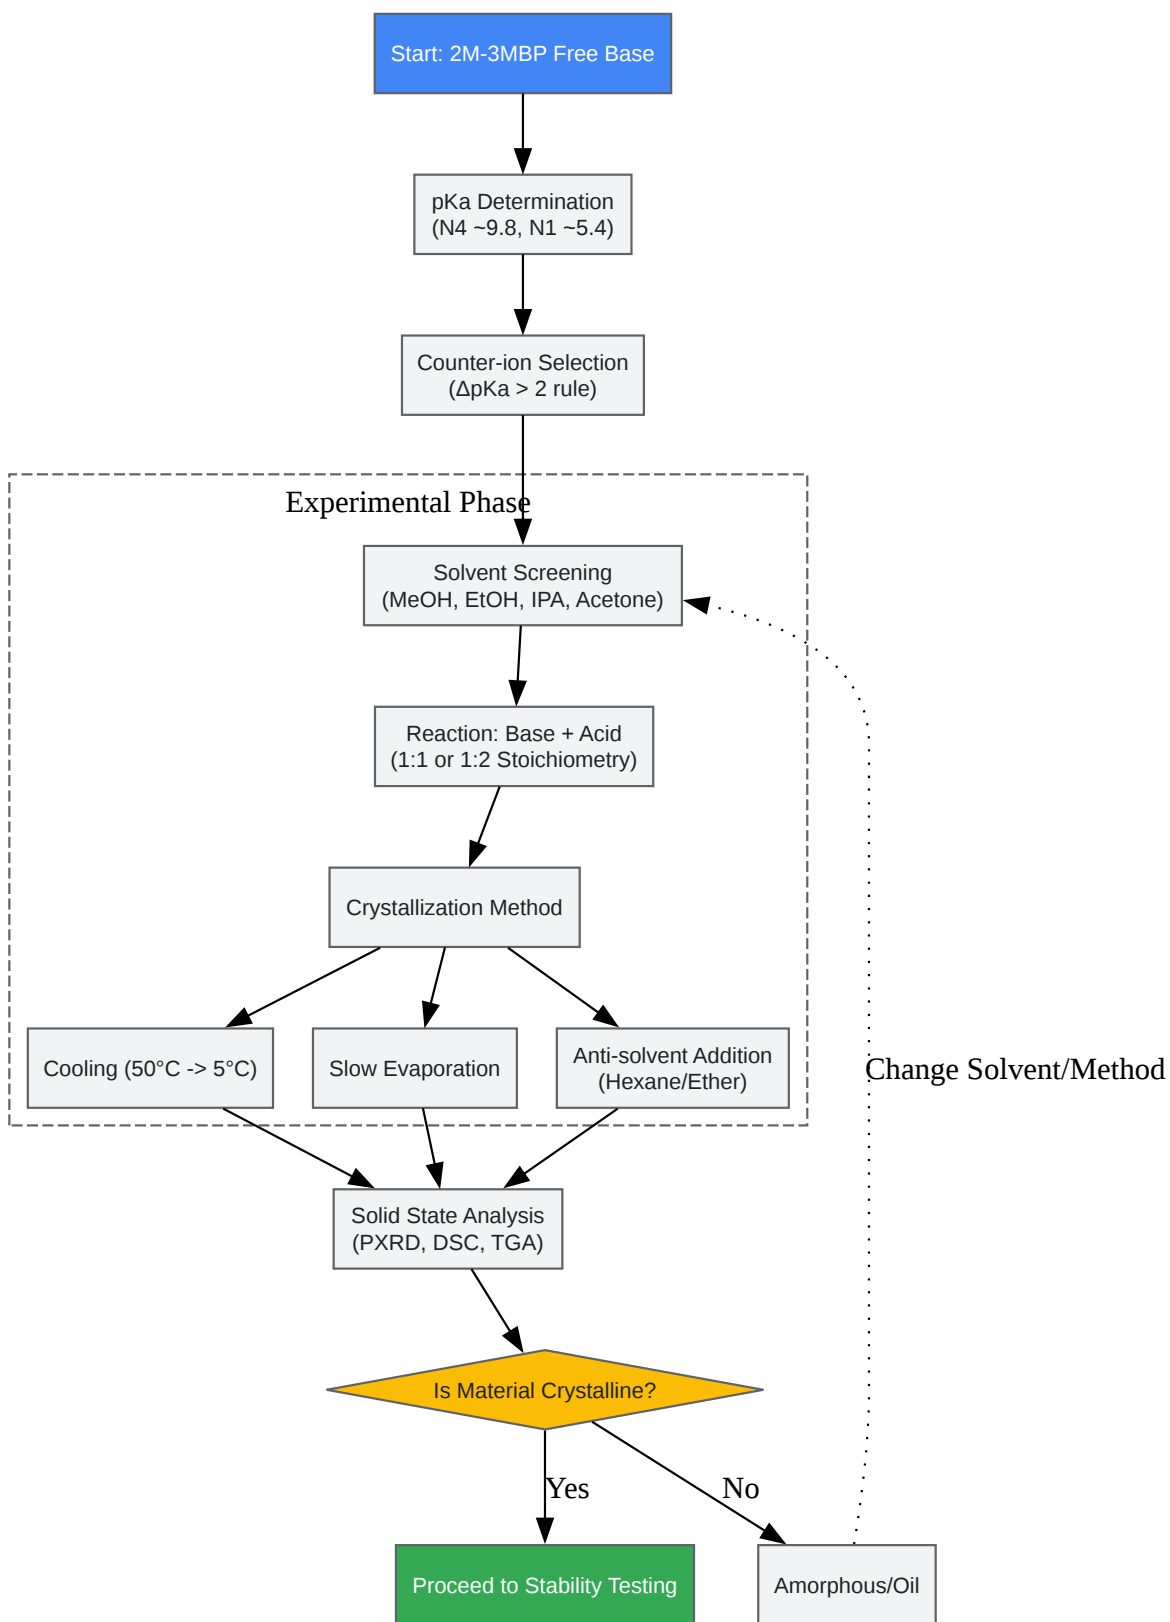 Start: 2M-3MBP Free Base
pKa Determination
(N4 ~9.8, N1 ~5.4)
Counter-ion Selection
(ΔpKa > 2 rule)
Experimental Phase
Solvent Screening
(MeOH, EtOH, IPA, Acetone)
Reaction: Base + Acid
(1:1 or 1:2 Stoichiometry)
Crystallization Method
Cooling (50°C -> 5°C)
Slow Evaporation
Anti-solvent Addition
(Hexane/Ether)
Change Solvent/Method
Solid State Analysis
(PXRD, DSC, TGA)
Is Material Crystalline?
Yes
No
Proceed to Stability Testing
Amorphous/Oil